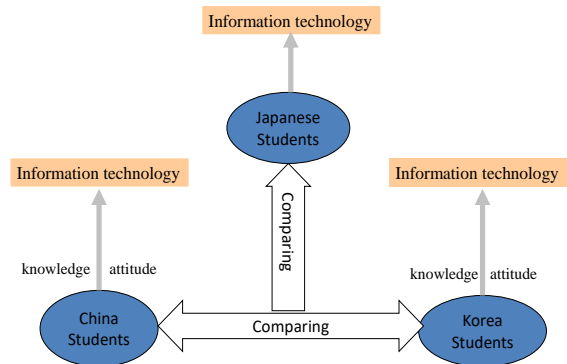 Information technology
Japanese
Students
Information technology
Information technology
Comparing
knowledge attitude
knowledge attitude
China
Students
Comparing
Korea
Students